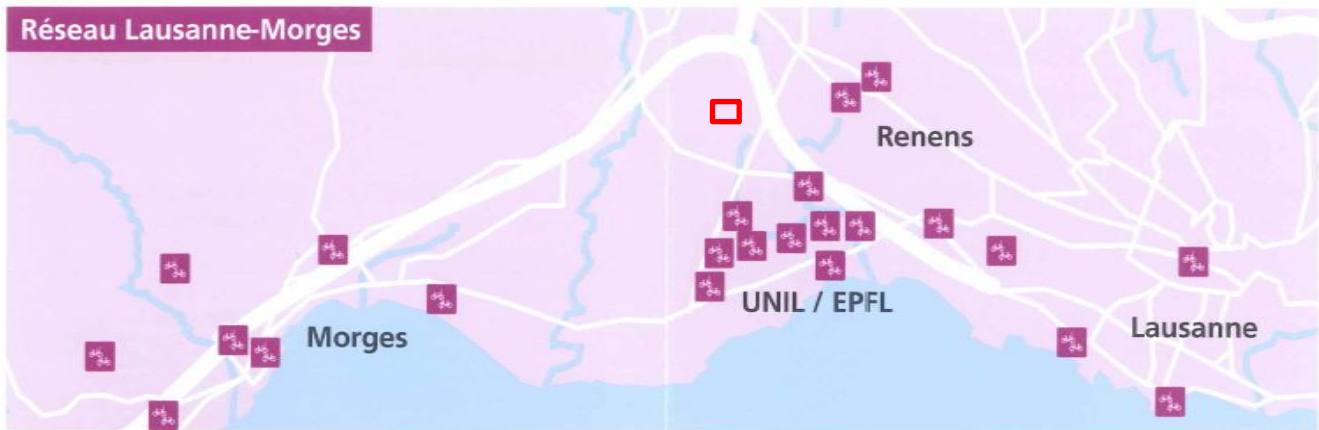 Réseau Lausanne-Morges
Renens
UNIL / EPFL
Morges
Lausanne